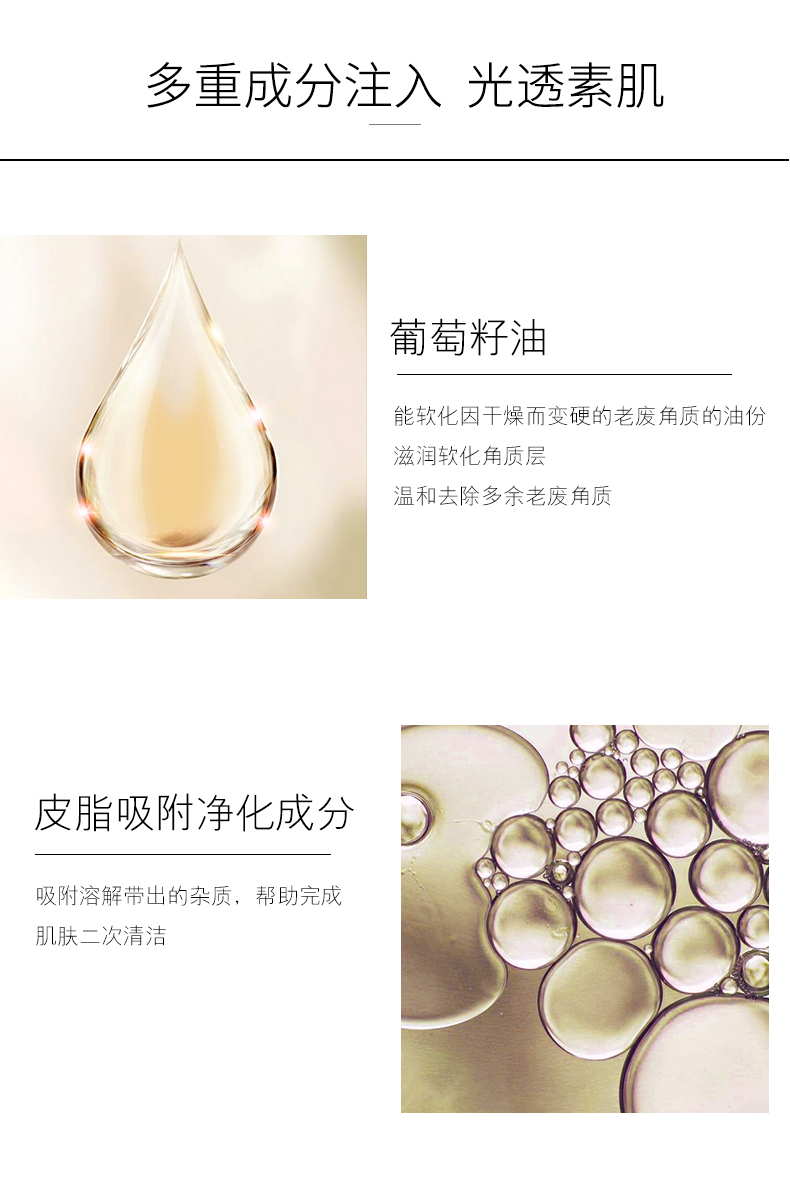 多重成分注入 光透素肌
葡萄籽油
能软化因干燥而变硬的老废角质的油份
滋润软化角质层
温和去除多余老废角质
皮脂吸附净化成分
吸附溶解带出的杂质，帮助完成
肌肤二次清洁